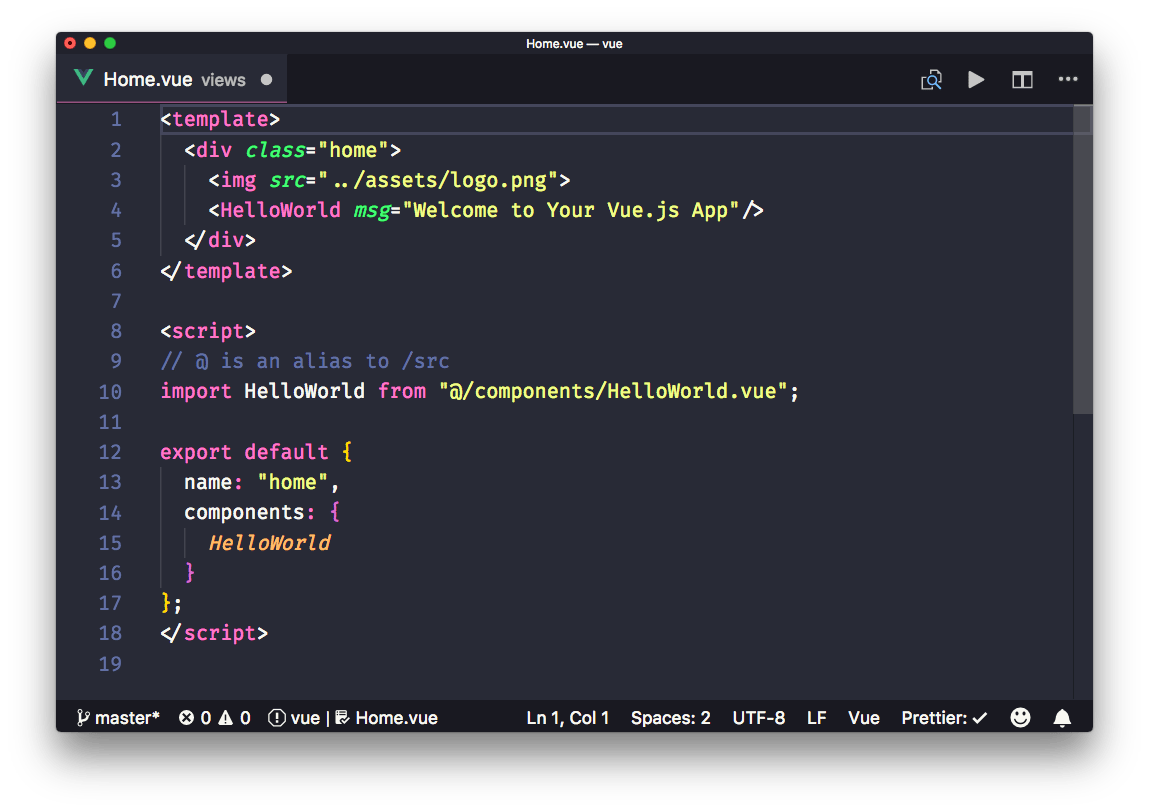 Home.vue — vue
Home.vue views
1 <template>
2   <div class="home">
3     <img src="../assets/logo.png">
4     <HelloWorld msg="Welcome to Your Vue.js App"/>
5   </div>
6 </template>
7
8 <script>
9 // @ is an alias to /src
10 import HelloWorld from "@/components/HelloWorld.vue";
11
12 export default {
13   name: "home",
14   components: {
15     HelloWorld
16   }
17 };
18 </script>
19
master* 0 0 vue | Home.vue Ln 1, Col 1 Spaces: 2 UTF-8 LF Vue Prettier: ✓